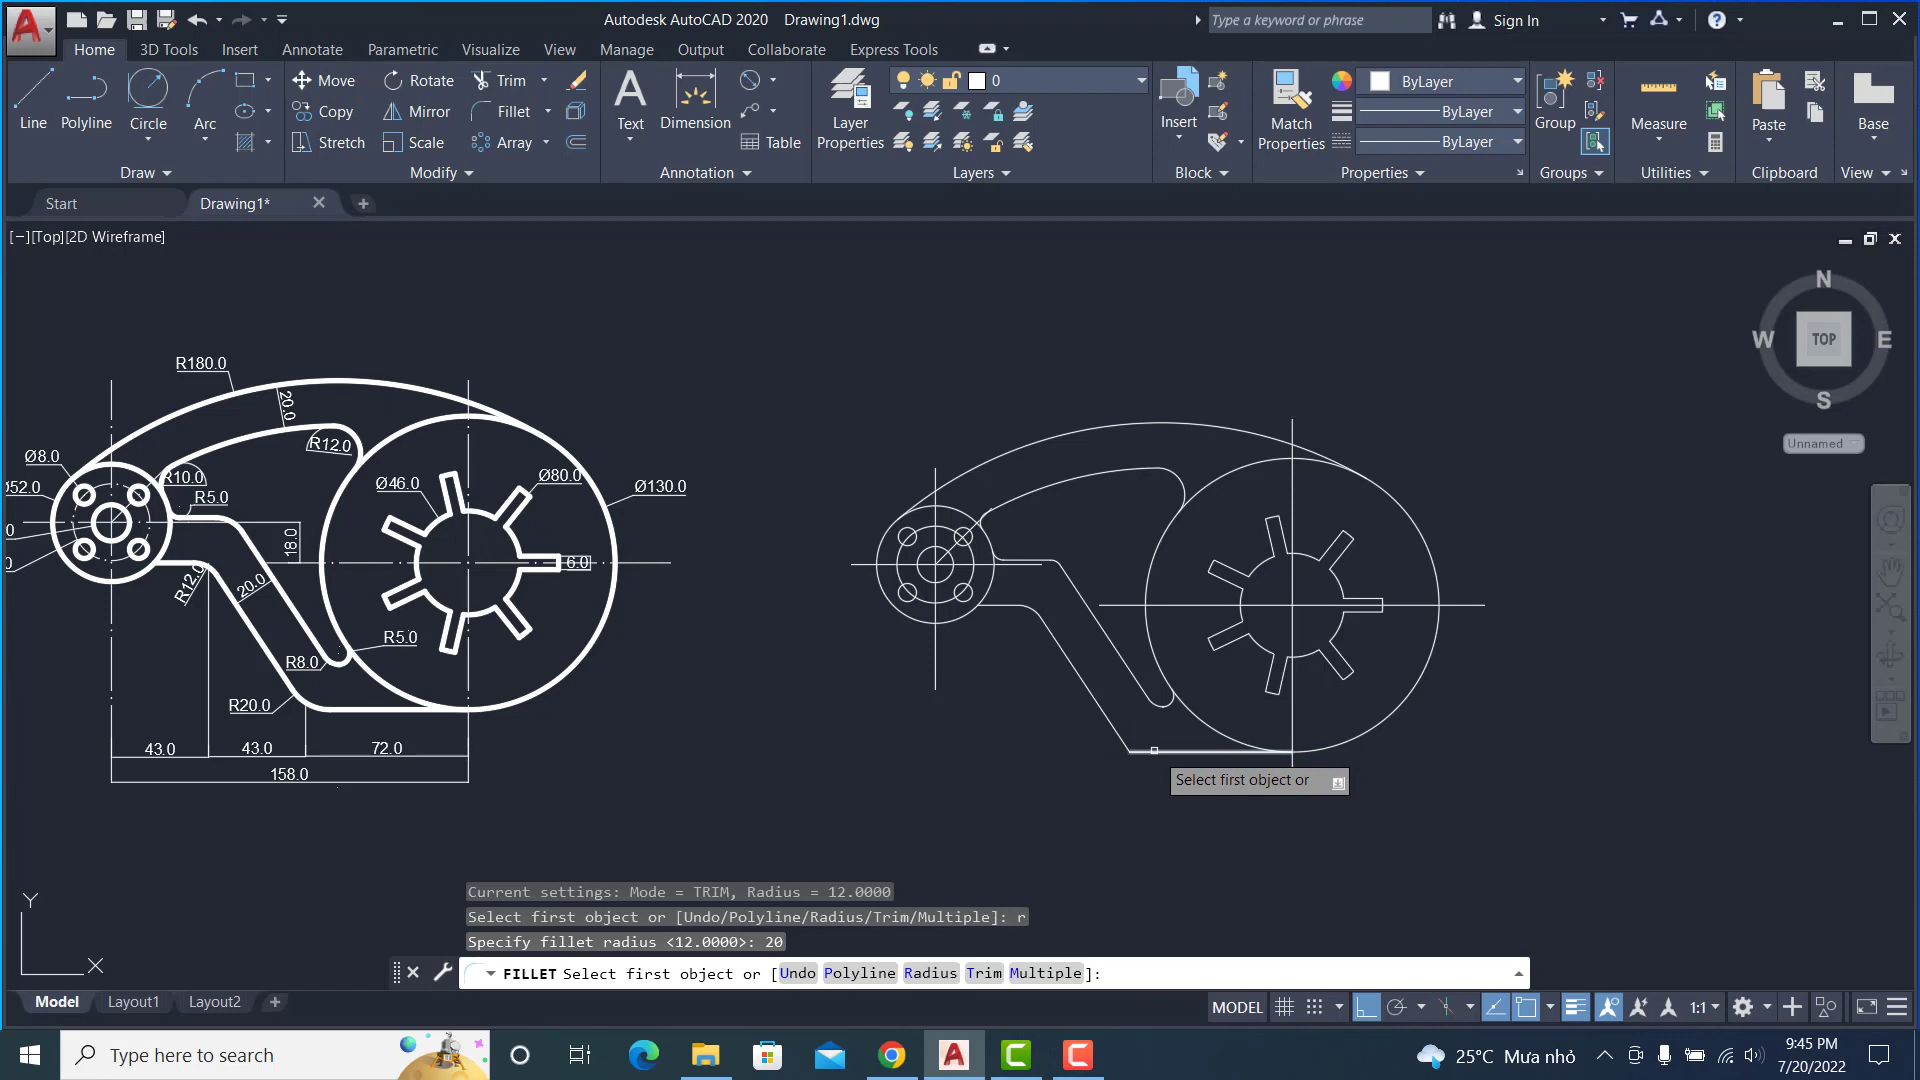 Autodesk AutoCAD 2020 Drawing1.dwg
Type a keyword or phrase
Sign In
Home 3D Tools Insert Annotate Parametric Visualize View Manage Output Collaborate Express Tools
Line Polyline Circle Arc
Move Rotate Trim
Copy Mirror Fillet
Stretch Scale Array
Text Dimension Table
Layer Properties
0
Insert
Match Properties
ByLayer
ByLayer
ByLayer
Group
Measure
Paste
Base
Draw Modify Annotation Layers Block Properties Groups Utilities Clipboard View
Start Drawing1*
[−][Top][2D Wireframe]
N
W TOP E
S
Unnamed
R180.0
20.0
R12.0
Ø8.0
Ø52.0
R10.0
R5.0
Ø46.0
Ø80.0
Ø130.0
0
18.0
0
6.0
R12.0
20.0
R5.0
R8.0
R20.0
43.0 43.0 72.0
158.0
Select first object or
Y
X
Current settings: Mode = TRIM, Radius = 12.0000
Select first object or [Undo/Polyline/Radius/Trim/Multiple]: r
Specify fillet radius <12.0000>: 20
FILLET Select first object or [Undo Polyline Radius Trim Multiple]:
Model Layout1 Layout2
MODEL 1:1
Type here to search
25°C Mưa nhỏ
9:45 PM
7/20/2022